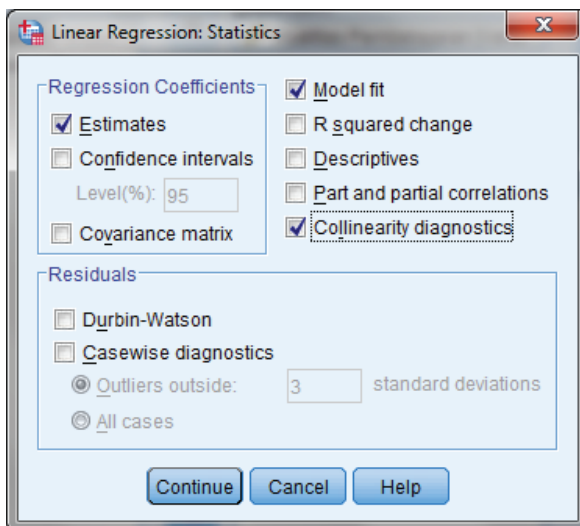 Linear Regression: Statistics
Regression Coefficients
Estimates
Confidence intervals
Level(%): 95
Covariance matrix
Model fit
R squared change
Descriptives
Part and partial correlations
Collinearity diagnostics
Residuals
Durbin-Watson
Casewise diagnostics
Outliers outside: 3 standard deviations
All cases
Continue Cancel Help